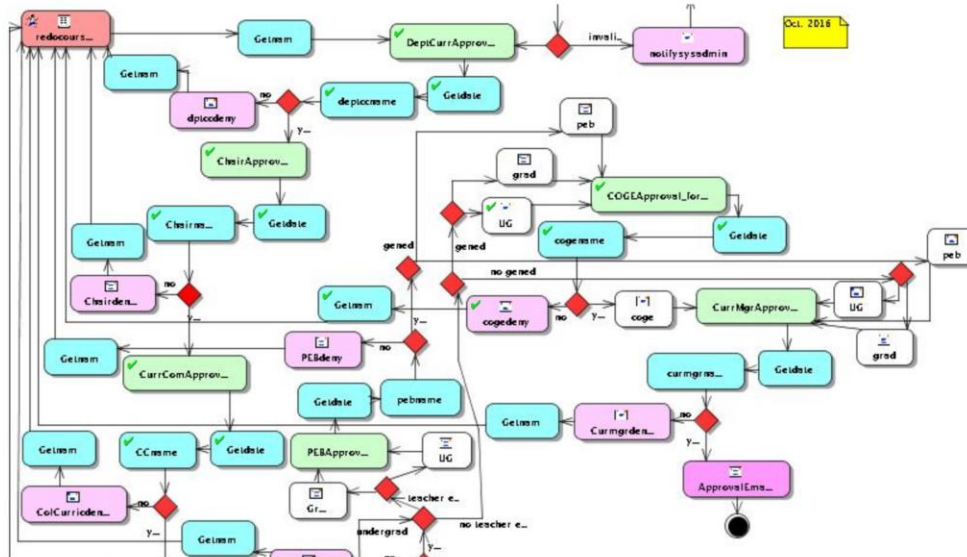 Oct. 2016
redocours...
Getnam
DeptCurrApprov...
invali...
notifysysadmin
Getnam
no
dptccdeny
deptccname
Getdate
y...
peb
ChairApprov...
grad
COGEApproval_for...
UG
Chairna...
Getdate
cogename
Getdate
Getnam
gened
gened
no gened
peb
Chairden...
no
Getnam
cogedeny
no
y...
coge
CurrMgrApprov...
UG
y...
y...
grad
Getnam
PEBdeny
no
CurrComApprov...
curmgrna...
Getdate
Getdate
pebname
Getnam
Curmgrden...
no
Getnam
CCname
Getdate
PEBApprov...
UG
y...
ApprovalEma...
ColCurricden...
no
Gr...
teacher e...
undergrad
no teacher e...
y...
Getnam
y...